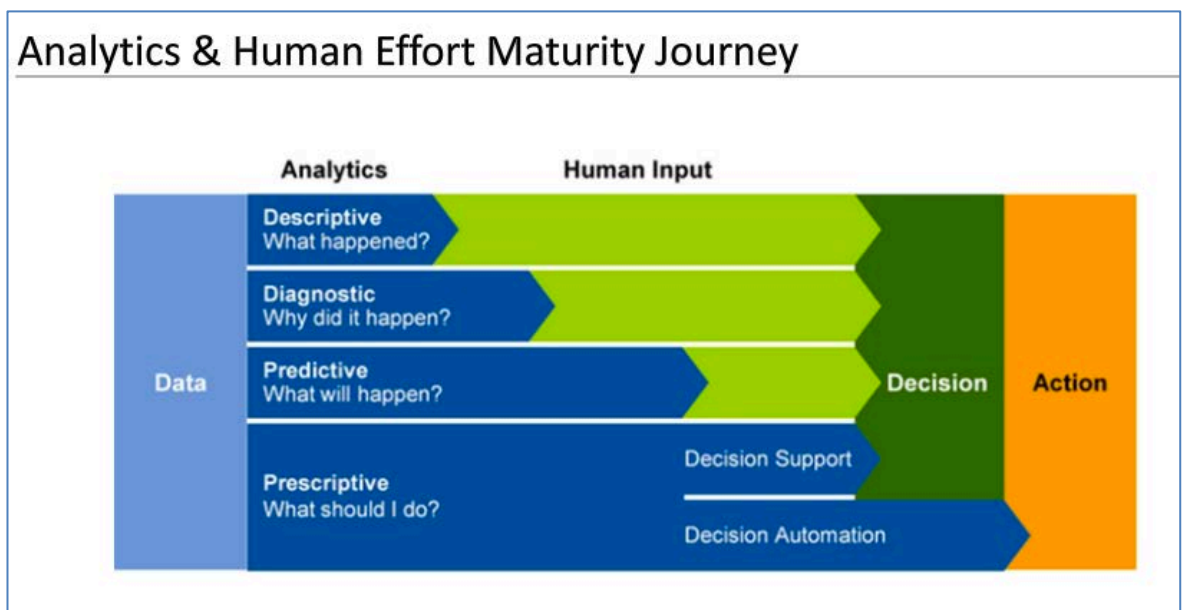 Analytics & Human Effort Maturity Journey
Analytics
Human Input
Descriptive
What happened?
Diagnostic
Why did it happen?
Predictive
What will happen?
Data
Decision
Action
Decision Support
Prescriptive
What should I do?
Decision Automation